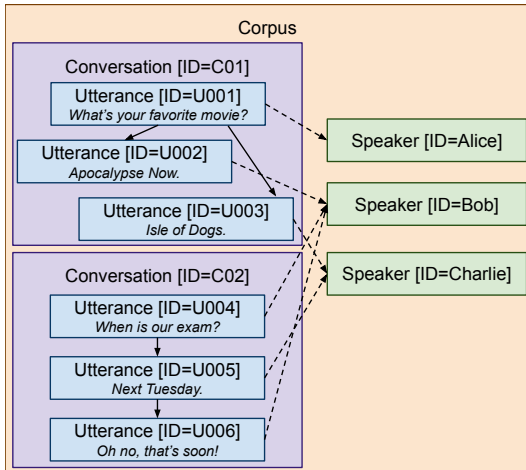 Corpus
Conversation [ID=C01]
Utterance [ID=U001]
What's your favorite movie?
Utterance [ID=U002]
Apocalypse Now.
Utterance [ID=U003]
Isle of Dogs.
Speaker [ID=Alice]
Speaker [ID=Bob]
Speaker [ID=Charlie]
Conversation [ID=C02]
Utterance [ID=U004]
When is our exam?
Utterance [ID=U005]
Next Tuesday.
Utterance [ID=U006]
Oh no, that's soon!